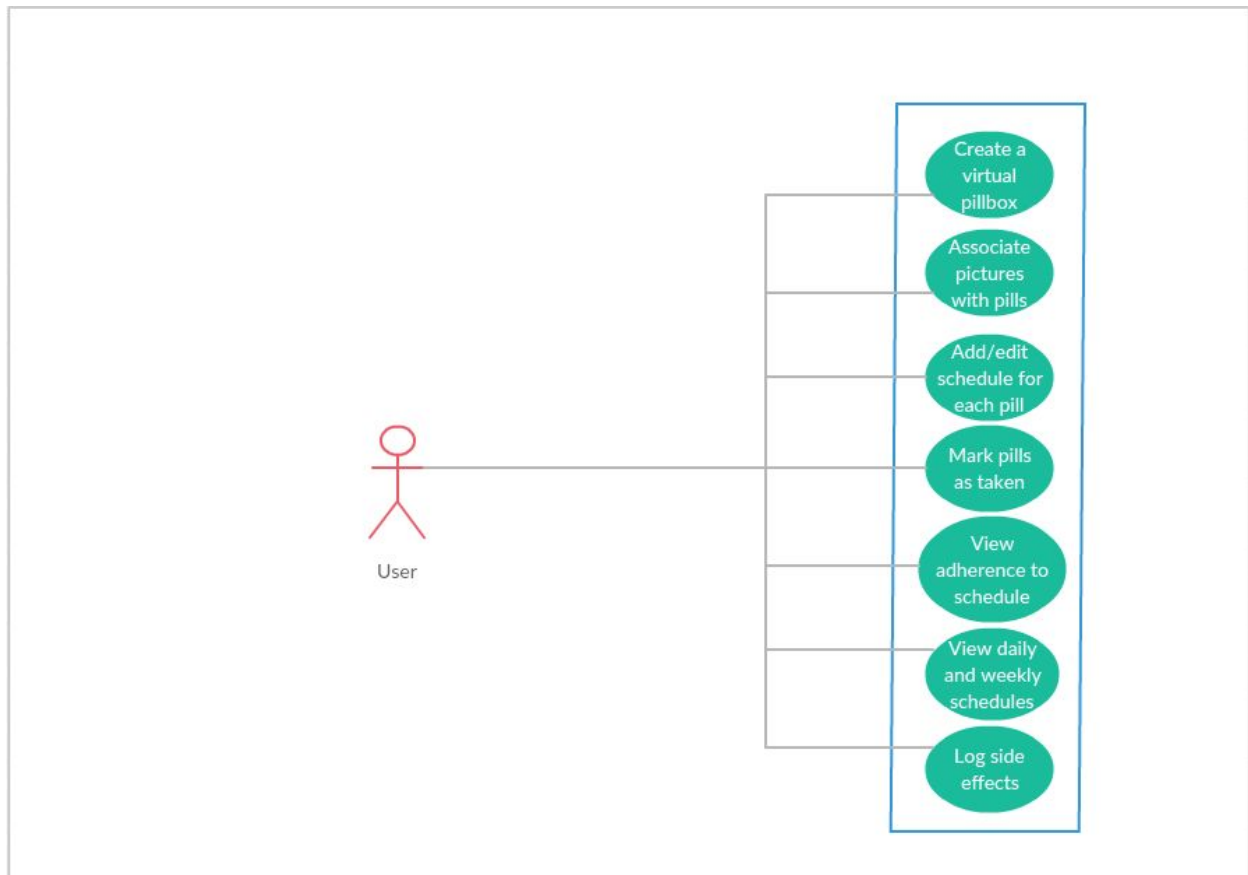 Create a
virtual
pillbox
Associate
pictures
with pills
Add/edit
schedule for
each pill
Mark pills
as taken
User
View
adherence to
schedule
View daily
and weekly
schedules
Log side
effects